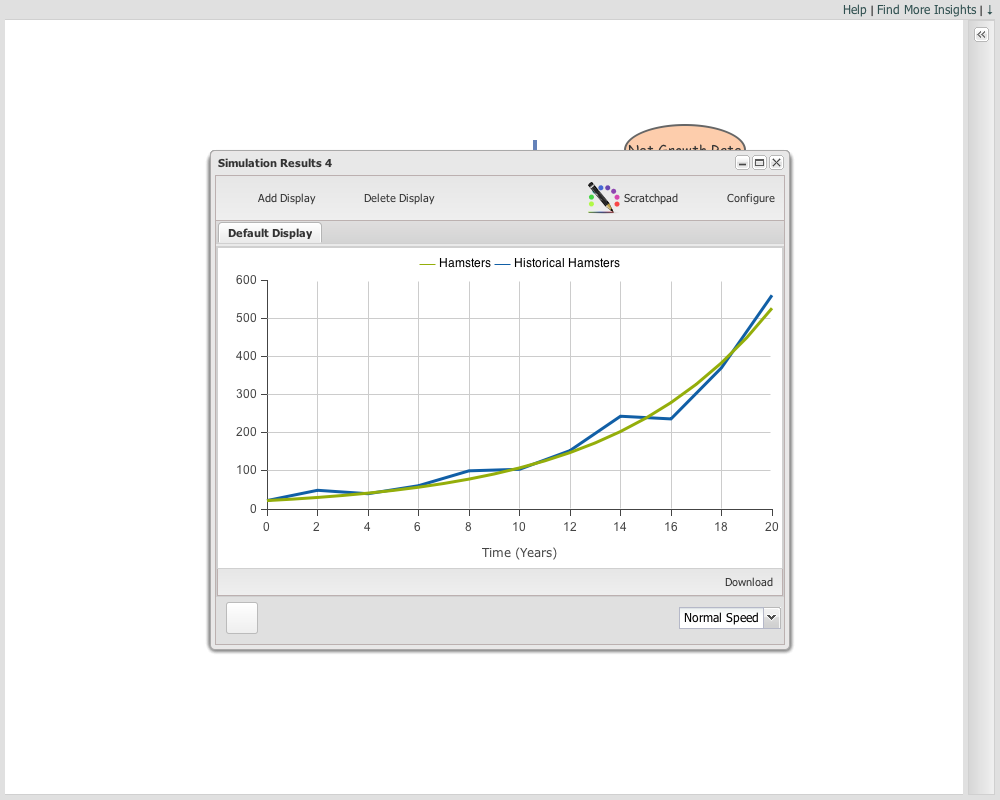 Help | Find More Insights | ↓
Net Growth Rate
Simulation Results 4
Add Display Delete Display Scratchpad Configure
Default Display
Hamsters Historical Hamsters
600
500
400
300
200
100
0
0 2 4 6 8 10 12 14 16 18 20
Time (Years)
Download
Normal Speed